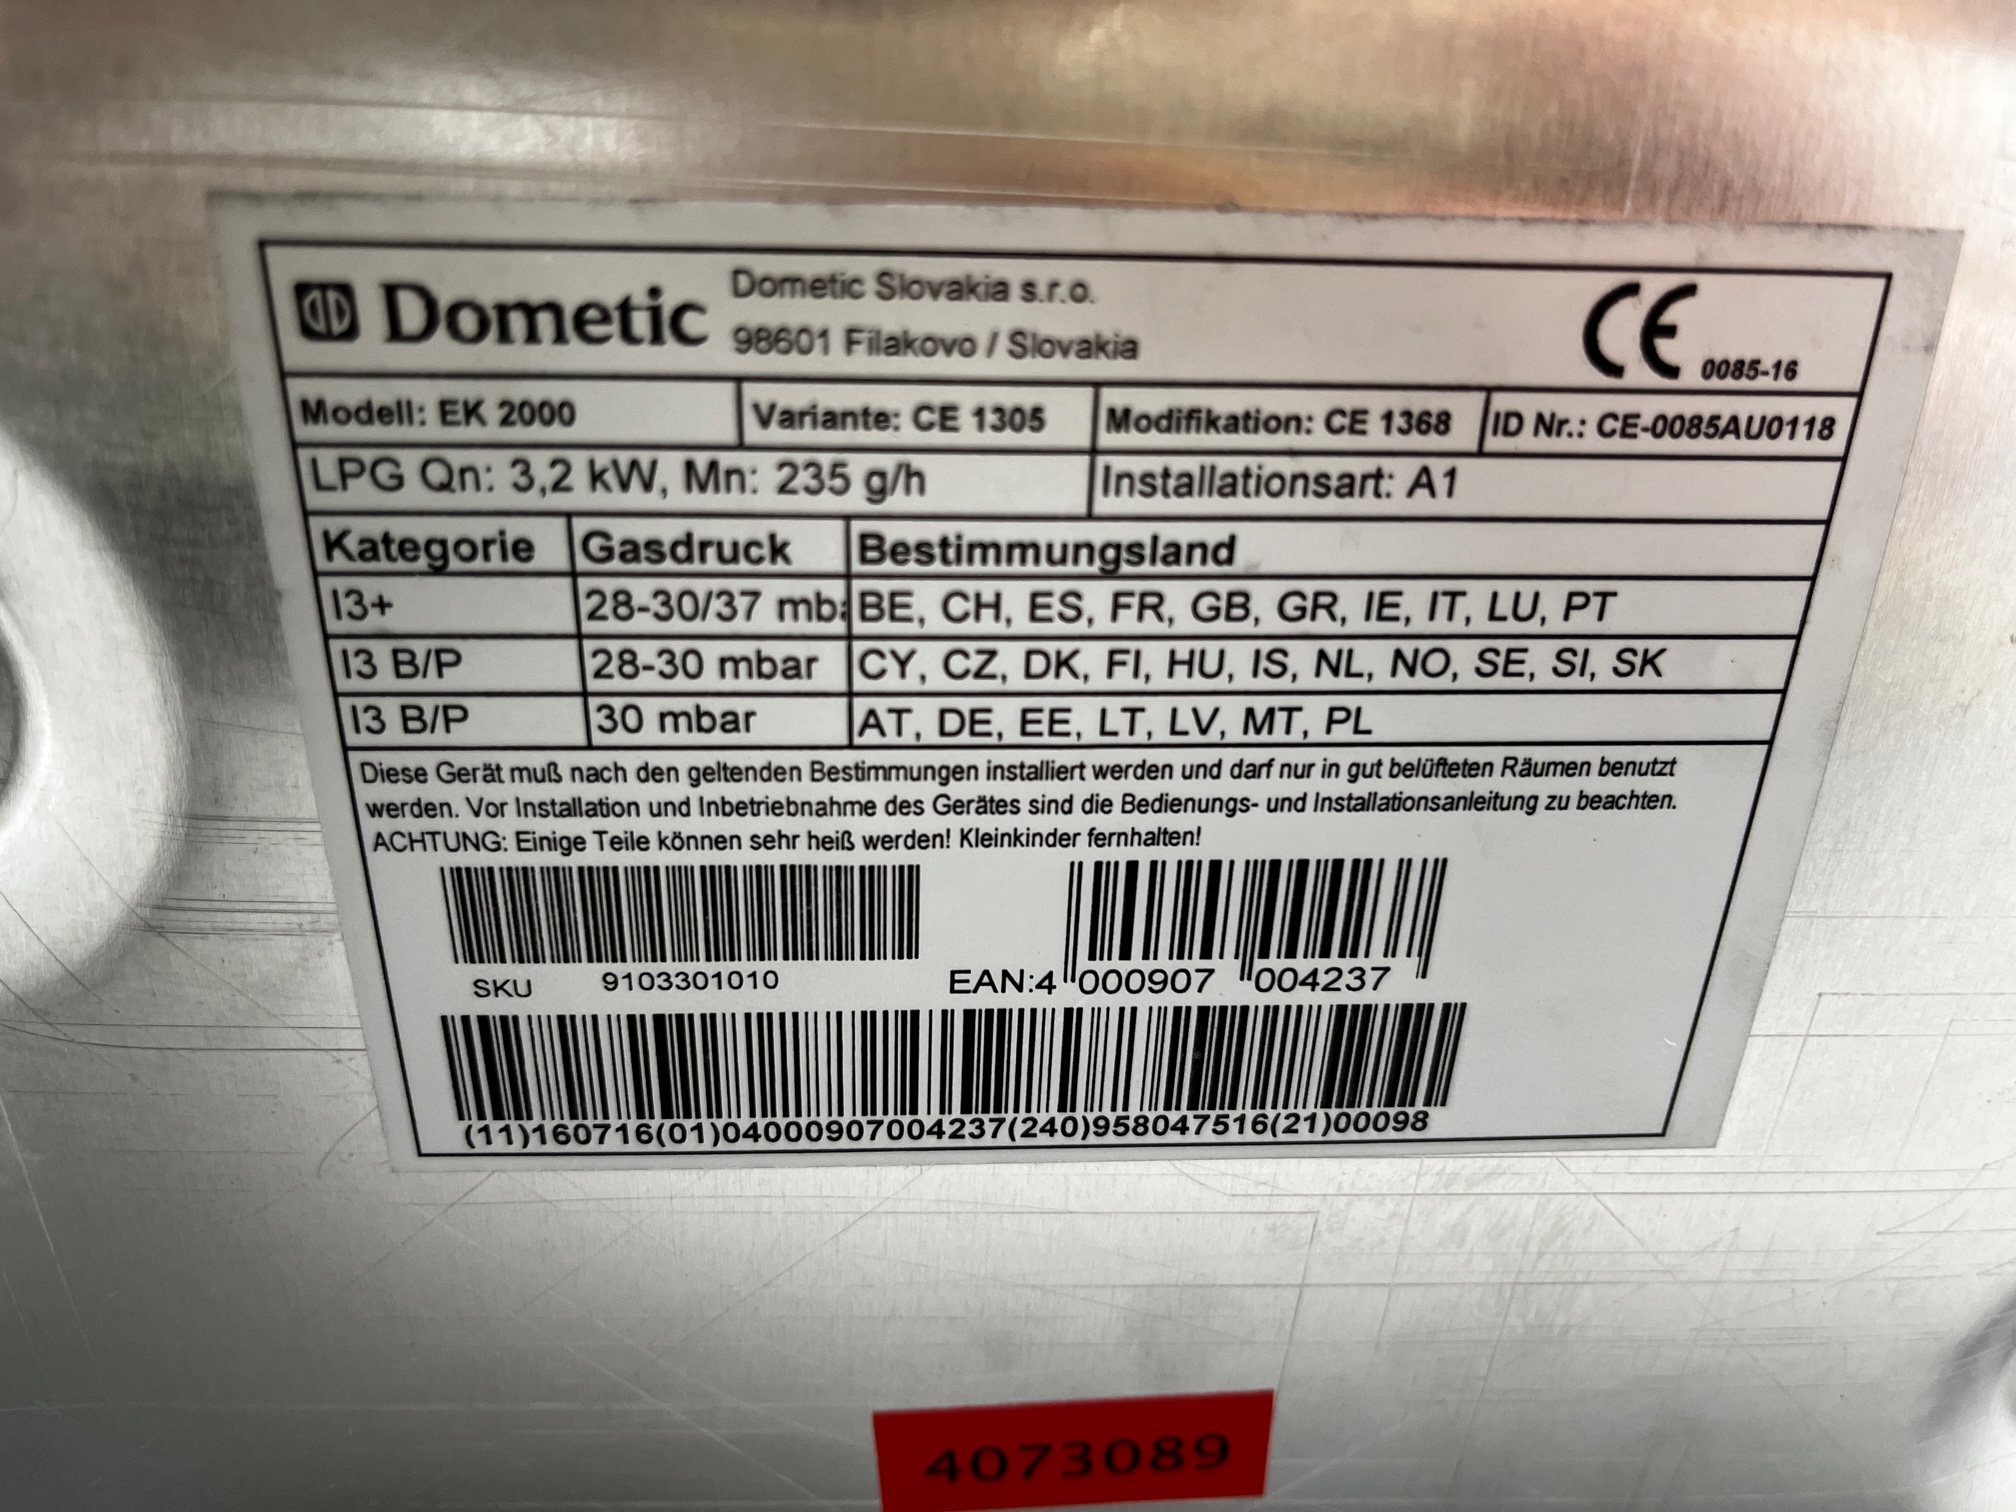 Dometic
Dometic Slovakia s.r.o.
98601 Filakovo / Slovakia
CE 0085-16
Modell: EK 2000 Variante: CE 1305 Modifikation: CE 1368 ID Nr.: CE-0085AU0118
LPG Qn: 3,2 kW, Mn: 235 g/h Installationsart: A1
Kategorie Gasdruck Bestimmungsland
I3+ 28-30/37 mba BE, CH, ES, FR, GB, GR, IE, IT, LU, PT
I3 B/P 28-30 mbar CY, CZ, DK, FI, HU, IS, NL, NO, SE, SI, SK
I3 B/P 30 mbar AT, DE, EE, LT, LV, MT, PL
Diese Gerät muß nach den geltenden Bestimmungen installiert werden und darf nur in gut belüfteten Räumen benutzt
werden. Vor Installation und Inbetriebnahme des Gerätes sind die Bedienungs- und Installationsanleitung zu beachten.
ACHTUNG: Einige Teile können sehr heiß werden! Kleinkinder fernhalten!
SKU 9103301010 EAN:4 000907 004237
(11)160716(01)04000907004237(240)958047516(21)00098
4073089